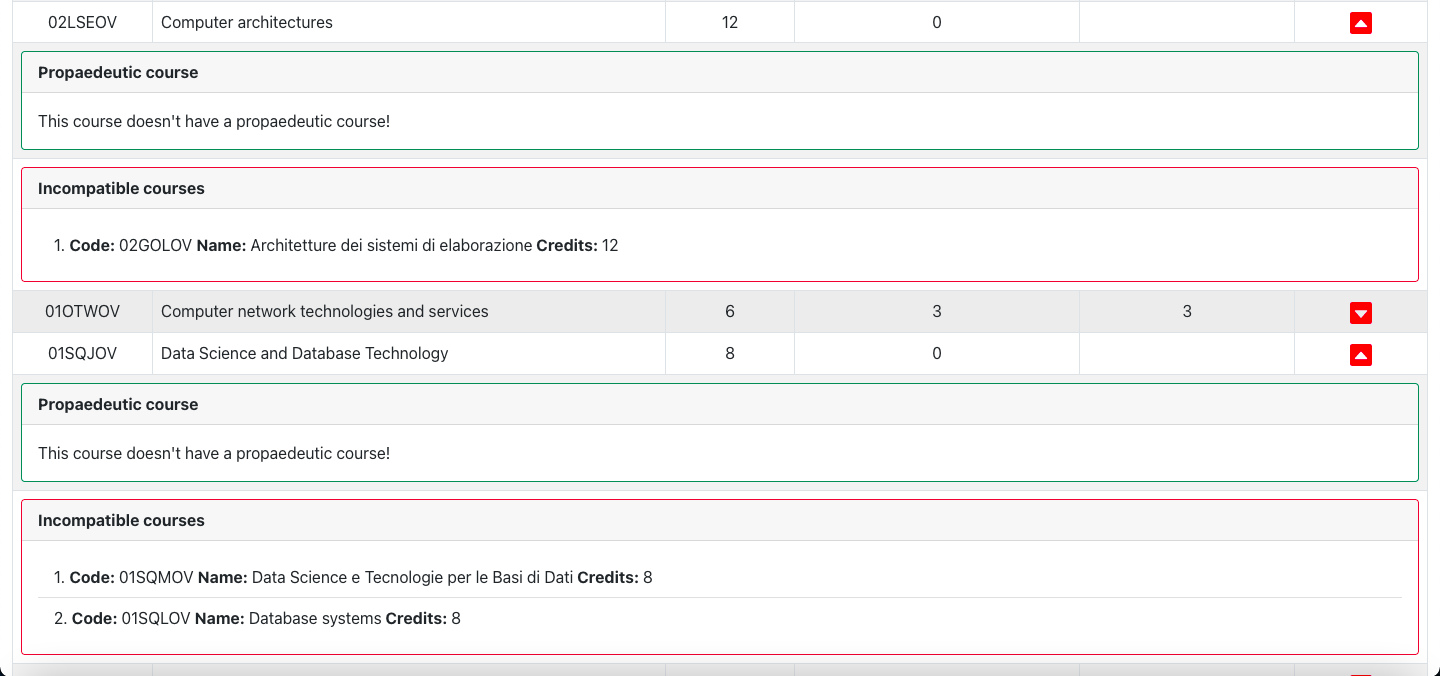 02LSEOV Computer architectures 12 0
Propaedeutic course
This course doesn't have a propaedeutic course!
Incompatible courses
1. Code: 02GOLOV Name: Architetture dei sistemi di elaborazione Credits: 12
01OTWOV Computer network technologies and services 6 3 3
01SQJOV Data Science and Database Technology 8 0
Propaedeutic course
This course doesn't have a propaedeutic course!
Incompatible courses
1. Code: 01SQMOV Name: Data Science e Tecnologie per le Basi di Dati Credits: 8
2. Code: 01SQLOV Name: Database systems Credits: 8